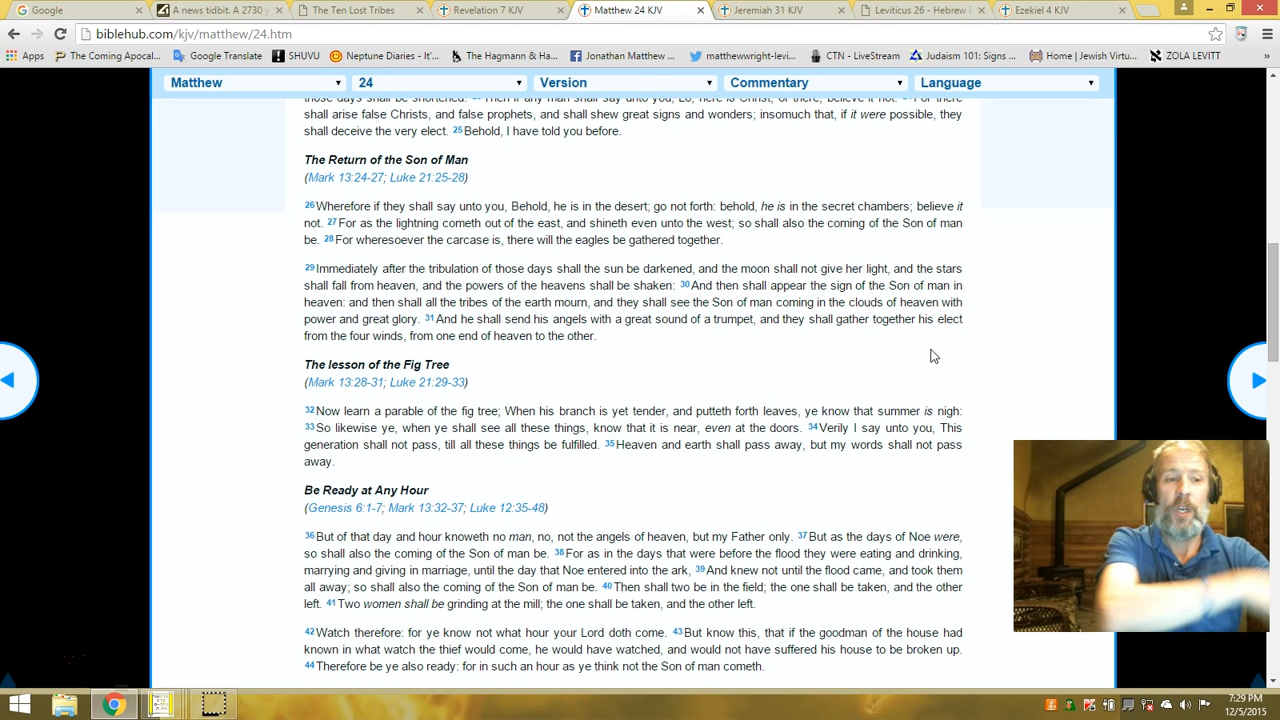 Google
A news tidbit. A 2730 y
The Ten Lost Tribes
Revelation 7 KJV
Matthew 24 KJV
Jeremiah 31 KJV
Leviticus 26 - Hebrew E
Ezekiel 4 KJV
biblehub.com/kjv/matthew/24.htm
Apps
The Coming Apocal...
Google Translate
SHUVU
Neptune Diaries - It'...
The Hagmann & Ha...
Jonathan Matthew ...
matthewwright-levi...
CTN - LiveStream
Judaism 101: Signs ...
Home | Jewish Virtu...
ZOLA LEVITT
»
Matthew
24
Version
Commentary
Language
those days shall be shortened. Then if any man shall say unto you, Lo, here is Christ, or there, believe it not. For there
shall arise false Christs, and false prophets, and shall shew great signs and wonders; insomuch that, if it were possible, they
shall deceive the very elect. 25 Behold, I have told you before.
The Return of the Son of Man
(Mark 13:24-27; Luke 21:25-28)
26 Wherefore if they shall say unto you, Behold, he is in the desert; go not forth: behold, he is in the secret chambers; believe it
not. 27 For as the lightning cometh out of the east, and shineth even unto the west; so shall also the coming of the Son of man
be. 28 For wheresoever the carcase is, there will the eagles be gathered together.
29 Immediately after the tribulation of those days shall the sun be darkened, and the moon shall not give her light, and the stars
shall fall from heaven, and the powers of the heavens shall be shaken: 30 And then shall appear the sign of the Son of man in
heaven: and then shall all the tribes of the earth mourn, and they shall see the Son of man coming in the clouds of heaven with
power and great glory. 31 And he shall send his angels with a great sound of a trumpet, and they shall gather together his elect
from the four winds, from one end of heaven to the other.
The lesson of the Fig Tree
(Mark 13:28-31; Luke 21:29-33)
32 Now learn a parable of the fig tree; When his branch is yet tender, and putteth forth leaves, ye know that summer is nigh:
33 So likewise ye, when ye shall see all these things, know that it is near, even at the doors. 34 Verily I say unto you, This
generation shall not pass, till all these things be fulfilled. 35 Heaven and earth shall pass away, but my words shall not pass
away.
Be Ready at Any Hour
(Genesis 6:1-7; Mark 13:32-37; Luke 12:35-48)
36 But of that day and hour knoweth no man, no, not the angels of heaven, but my Father only. 37 But as the days of Noe were,
so shall also the coming of the Son of man be. 38 For as in the days that were before the flood they were eating and drinking,
marrying and giving in marriage, until the day that Noe entered into the ark, 39 And knew not until the flood came, and took them
all away; so shall also the coming of the Son of man be. 40 Then shall two be in the field; the one shall be taken, and the other
left. 41 Two women shall be grinding at the mill; the one shall be taken, and the other left.
42 Watch therefore: for ye know not what hour your Lord doth come. 43 But know this, that if the goodman of the house had
known in what watch the thief would come, he would have watched, and would not have suffered his house to be broken up.
44 Therefore be ye also ready: for in such an hour as ye think not the Son of man cometh.
7:29 PM
12/5/2015